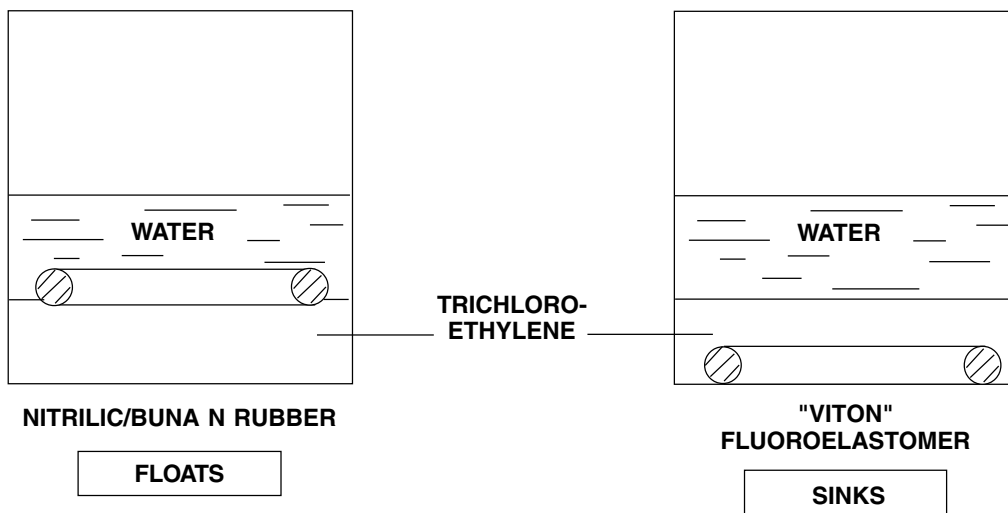 WATER
WATER
TRICHLORO-
ETHYLENE
NITRILIC/BUNA N RUBBER
FLOATS
"VITON"
FLUOROELASTOMER
SINKS